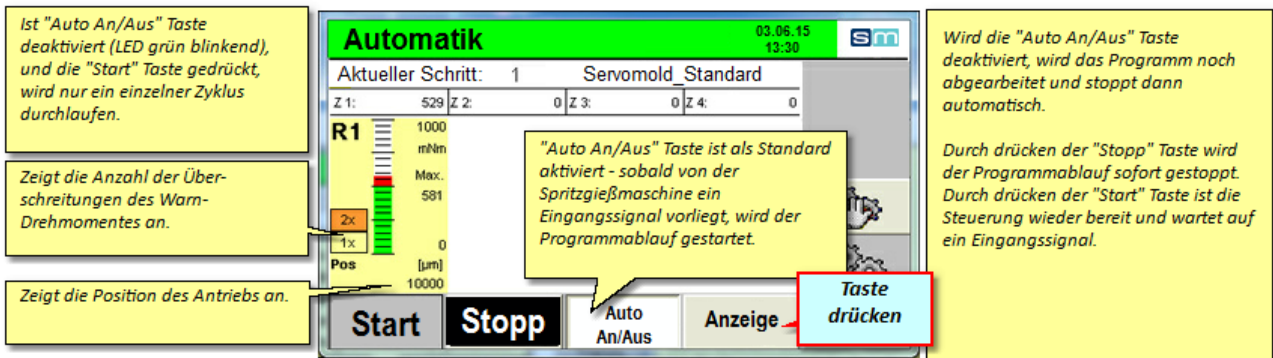 Ist "Auto An/Aus" Taste
deaktiviert (LED grün blinkend),
und die "Start" Taste gedrückt,
wird nur ein einzelner Zyklus
durchlaufen.
Zeigt die Anzahl der Über-
schreitungen des Warn-
Drehmomentes an.
Zeigt die Position des Antriebs an.
Automatik
03.06.15
13:30
sm
Aktueller Schritt: 1 Servomold_Standard
Z 1: 529 Z 2: 0 Z 3: 0 Z 4: 0
R1
1000
mNm
Max.
581
2x
1x
0
Pos [µm]
10000
"Auto An/Aus" Taste ist als Standard
aktiviert - sobald von der
Spritzgießmaschine ein
Eingangssignal vorliegt, wird der
Programmablauf gestartet.
Start
Stopp
Auto
An/Aus
Anzeige
Taste
drücken
Wird die "Auto An/Aus" Taste
deaktiviert, wird das Programm noch
abgearbeitet und stoppt dann
automatisch.
Durch drücken der "Stopp" Taste wird
der Programmablauf sofort gestoppt.
Durch drücken der "Start" Taste ist die
Steuerung wieder bereit und wartet auf
ein Eingangssignal.